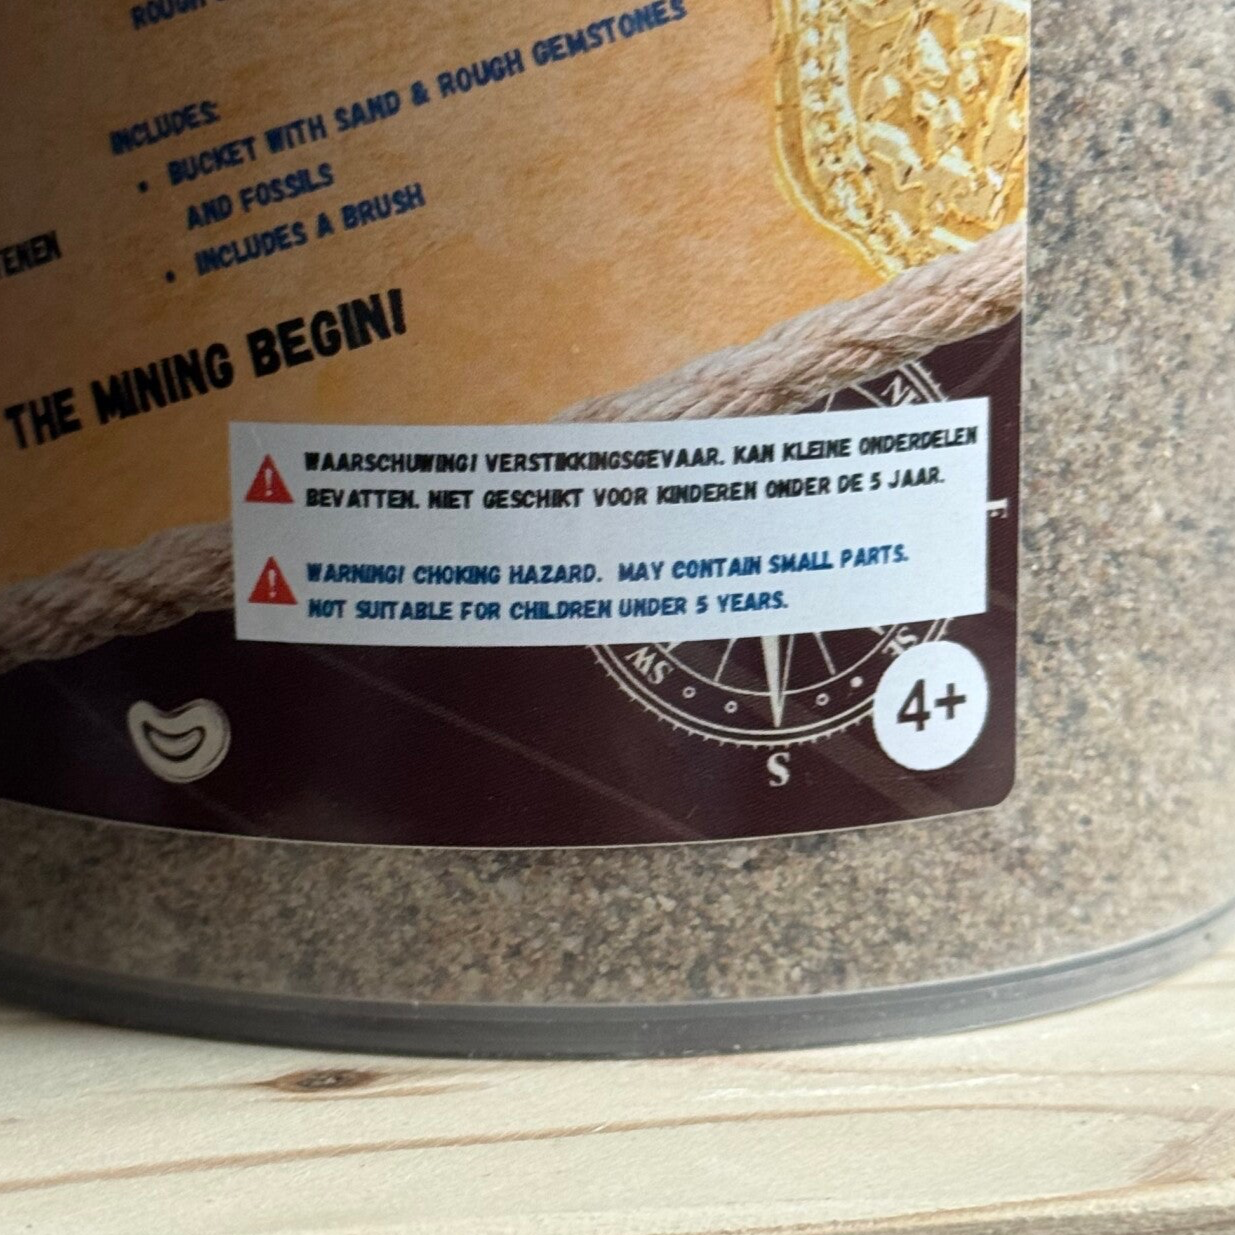 INCLUDES:
• BUCKET WITH SAND & ROUGH GEMSTONES
AND FOSSILS
• INCLUDES A BRUSH
THE MINING BEGIN!
WAARSCHUWING! VERSTIKKINGSGEVAAR. KAN KLEINE ONDERDELEN
BEVATTEN. NIET GESCHIKT VOOR KINDEREN ONDER DE 5 JAAR.
WARNING! CHOKING HAZARD. MAY CONTAIN SMALL PARTS.
NOT SUITABLE FOR CHILDREN UNDER 5 YEARS.
NE
E
SE
SW
S
4+